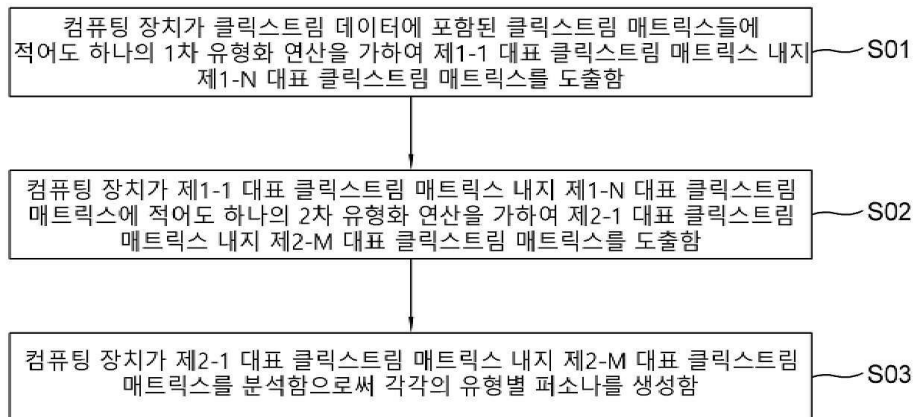 컴퓨팅 장치가 클릭스트림 데이터에 포함된 클릭스트림 매트릭스들에
적어도 하나의 1차 유형화 연산을 가하여 제1-1 대표 클릭스트림 매트릭스 내지
제1-N 대표 클릭스트림 매트릭스를 도출함
S01
컴퓨팅 장치가 제1-1 대표 클릭스트림 매트릭스 내지 제1-N 대표 클릭스트림
매트릭스에 적어도 하나의 2차 유형화 연산을 가하여 제2-1 대표 클릭스트림
매트릭스 내지 제2-M 대표 클릭스트림 매트릭스를 도출함
S02
컴퓨팅 장치가 제2-1 대표 클릭스트림 매트릭스 내지 제2-M 대표 클릭스트림
매트릭스를 분석함으로써 각각의 유형별 퍼소나를 생성함
S03